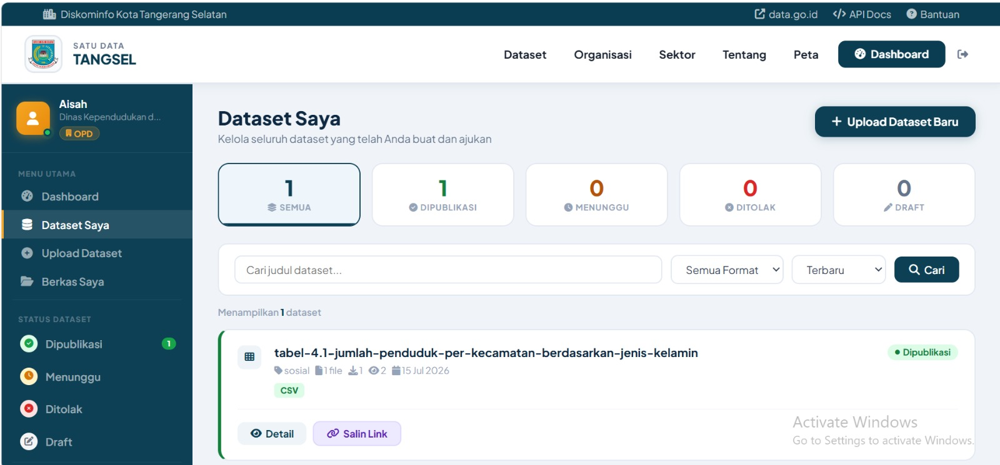 Diskominfo Kota Tangerang Selatan
data.go.id API Docs Bantuan
SATU DATA
TANGSEL
Dataset Organisasi Sektor Tentang Peta Dashboard
Aisah
Dinas Kependudukan d...
OPD
MENU UTAMA
Dashboard
Dataset Saya
Upload Dataset
Berkas Saya
STATUS DATASET
Dipublikasi 1
Menunggu
Ditolak
Draft
Dataset Saya
Kelola seluruh dataset yang telah Anda buat dan ajukan
+ Upload Dataset Baru
1
SEMUA
1
DIPUBLIKASI
0
MENUNGGU
0
DITOLAK
0
DRAFT
Cari judul dataset...
Semua Format
Terbaru
Cari
Menampilkan 1 dataset
tabel-4.1-jumlah-penduduk-per-kecamatan-berdasarkan-jenis-kelamin
Dipublikasi
sosial 1 file 1 2 15 Jul 2026
CSV
Detail
Salin Link
Activate Windows
Go to Settings to activate Windows.